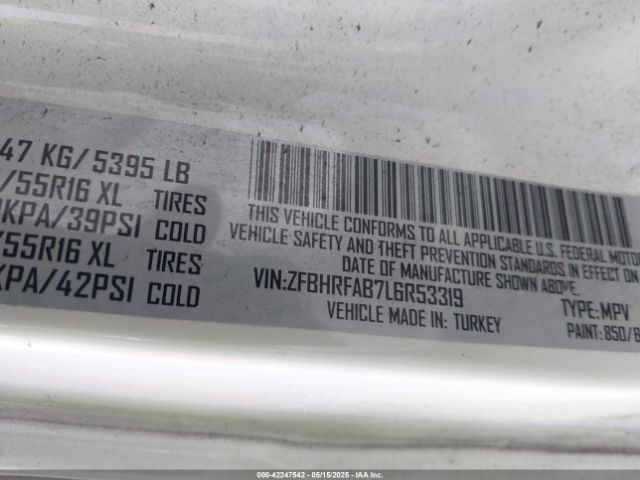 47 KG/5395 LB
/55R16 XL TIRES
KPA/39PSI COLD
/55R16 XL TIRES
KPA/42PSI COLD
THIS VEHICLE CONFORMS TO ALL APPLICABLE U.S. FEDERAL MOTOR
VEHICLE SAFETY AND THEFT PREVENTION STANDARDS IN EFFECT ON
DATE OF MANUFACTURE SHOWN ABOVE.
VIN:ZFBHRFAB7L6R53319
TYPE:MPV
VEHICLE MADE IN: TURKEY
PAINT:850/
000-42247542 - 05/15/2025 - IAA Inc.